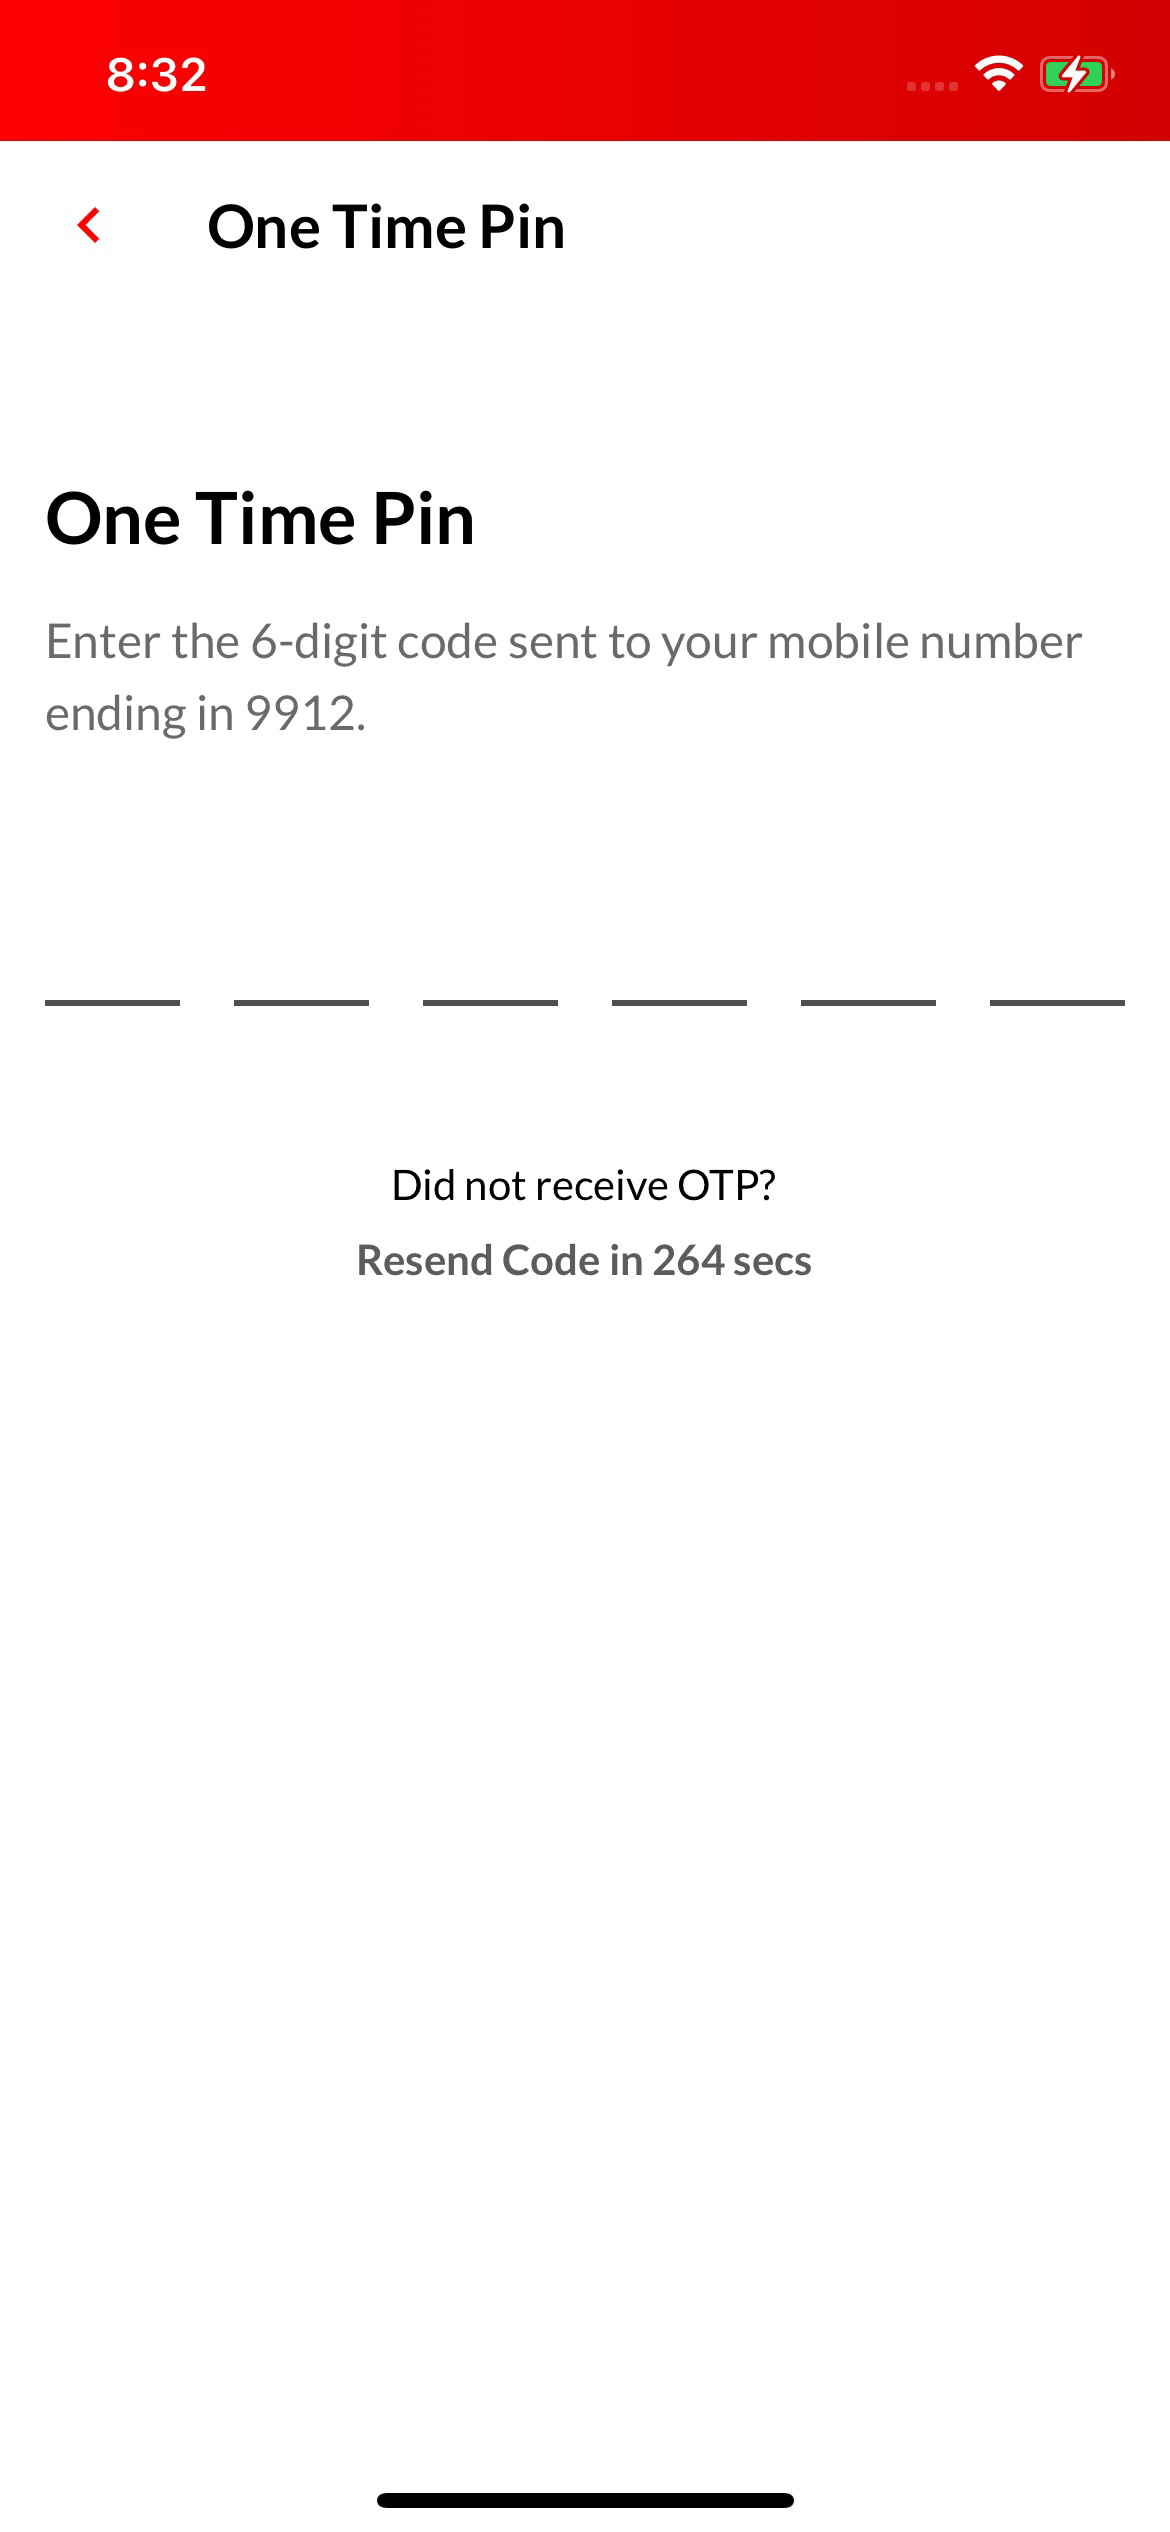 8:32
One Time Pin
One Time Pin
Enter the 6-digit code sent to your mobile number
ending in 9912.
Did not receive OTP?
Resend Code in 264 secs